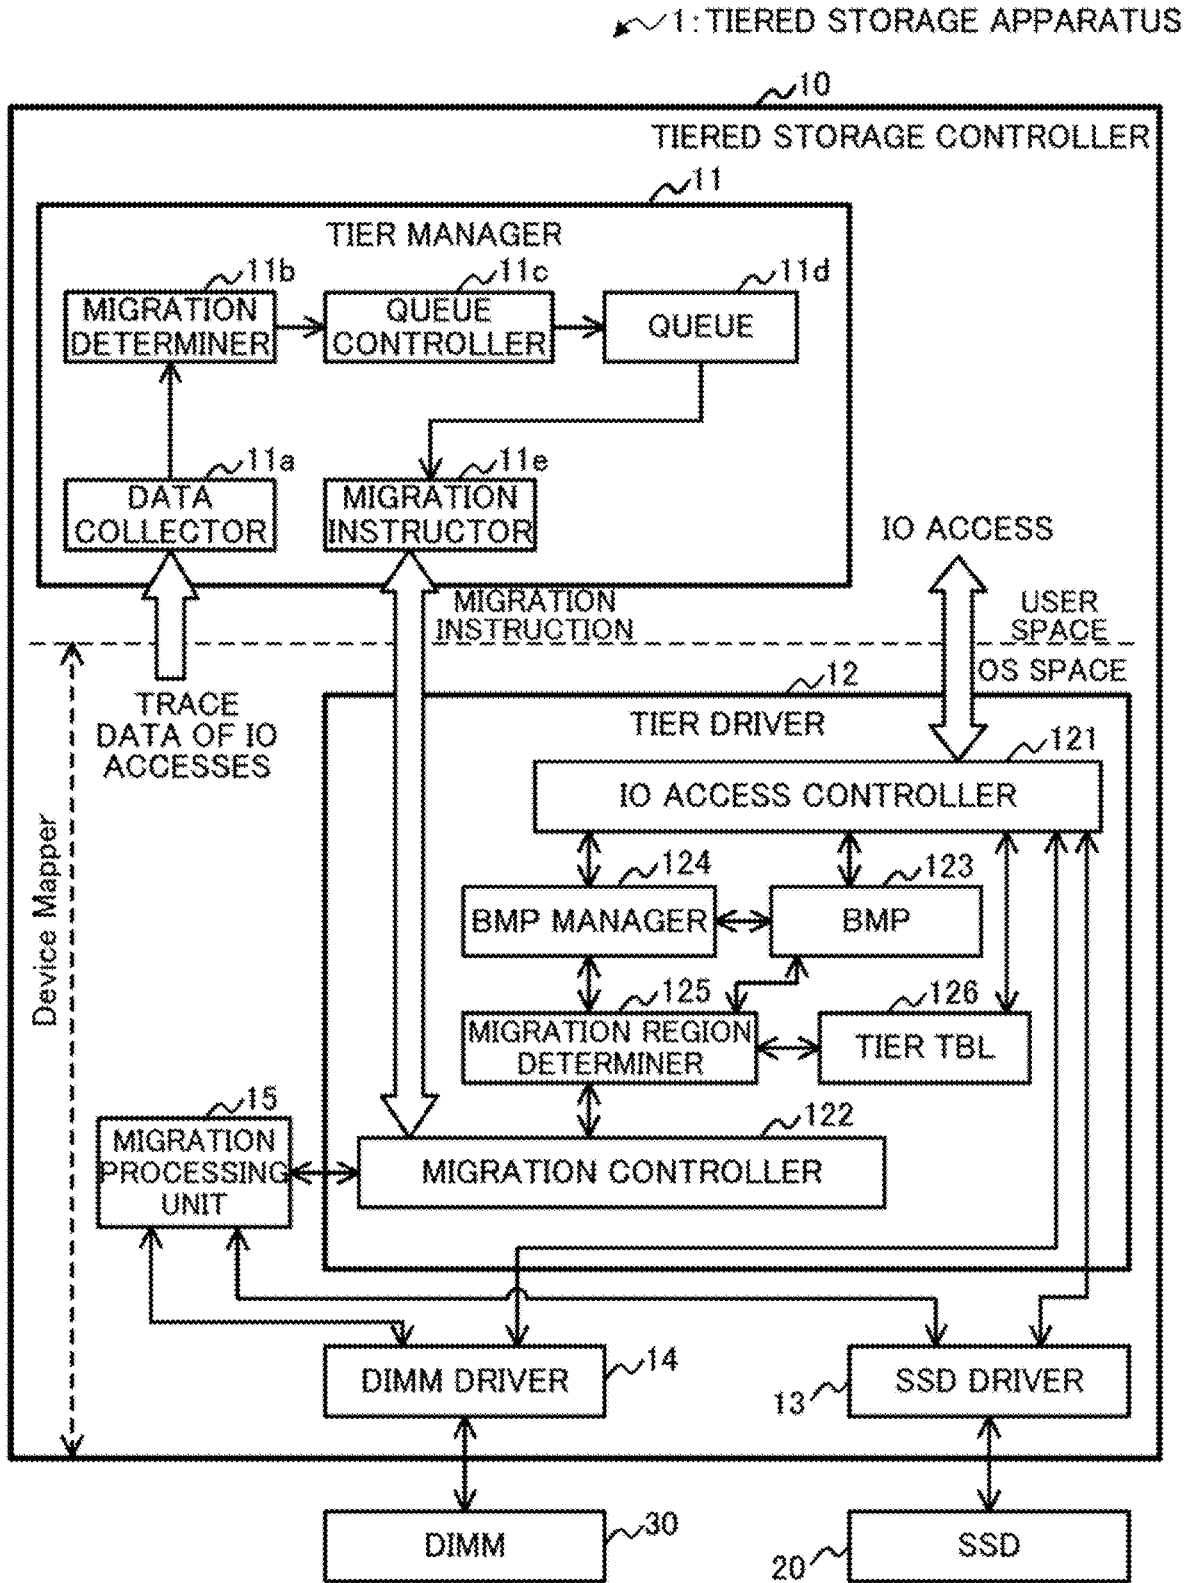 1: TIERED STORAGE APPARATUS
10
TIERED STORAGE CONTROLLER
11
TIER MANAGER
11b
11c
11d
MIGRATION
DETERMINER
QUEUE
CONTROLLER
QUEUE
11a
11e
DATA
COLLECTOR
MIGRATION
INSTRUCTOR
IO ACCESS
MIGRATION
INSTRUCTION
USER
SPACE
OS SPACE
TRACE
DATA OF IO
ACCESSES
12
TIER DRIVER
121
IO ACCESS CONTROLLER
124
123
BMP MANAGER
BMP
125
126
MIGRATION REGION
DETERMINER
TIER TBL
Device Mapper
15
122
MIGRATION
PROCESSING
UNIT
MIGRATION CONTROLLER
DIMM DRIVER
14
13
SSD DRIVER
DIMM
30
20
SSD